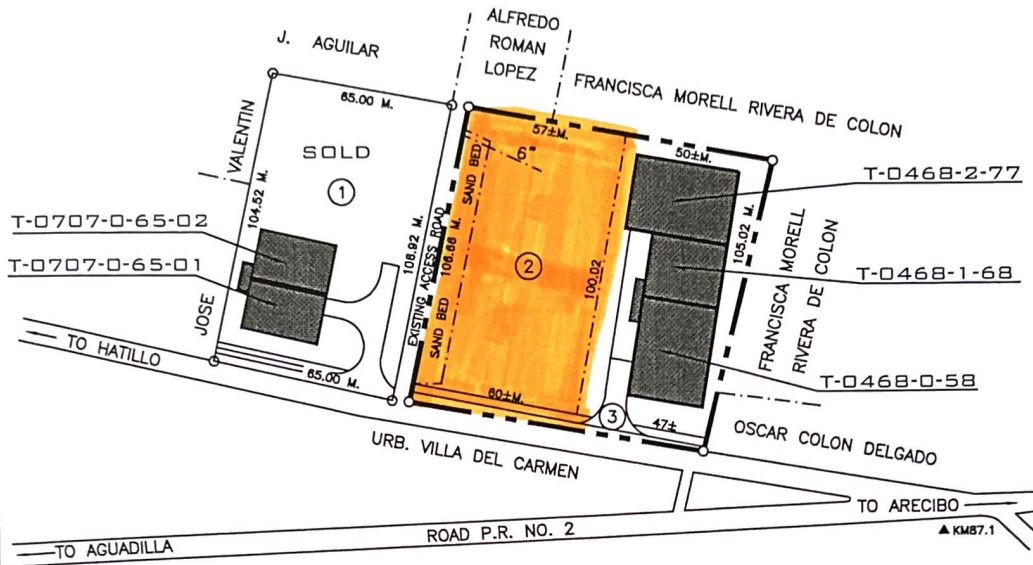 ALFREDO
ROMAN
LOPEZ
J. AGUILAR
FRANCISCA MORELL RIVERA DE COLON
65.00 M.
57±M.
50±M.
VALENTIN
SOLD
1
6"
SAND BED
T-0468-2-77
104.52 M.
T-0707-0-65-02
T-0707-0-65-01
106.92 M.
EXISTING ACCESS ROAD
106.66 M.
2
100.02
105.02 M.
FRANCISCA MORELL
RIVERA DE COLON
T-0468-1-68
JOSE
SAND BED
T-0468-0-58
TO HATILLO
65.00 M.
60±M.
3
47±
OSCAR COLON DELGADO
URB. VILLA DEL CARMEN
TO ARECIBO
ROAD P.R. NO. 2
KM87.1
TO AGUADILLA